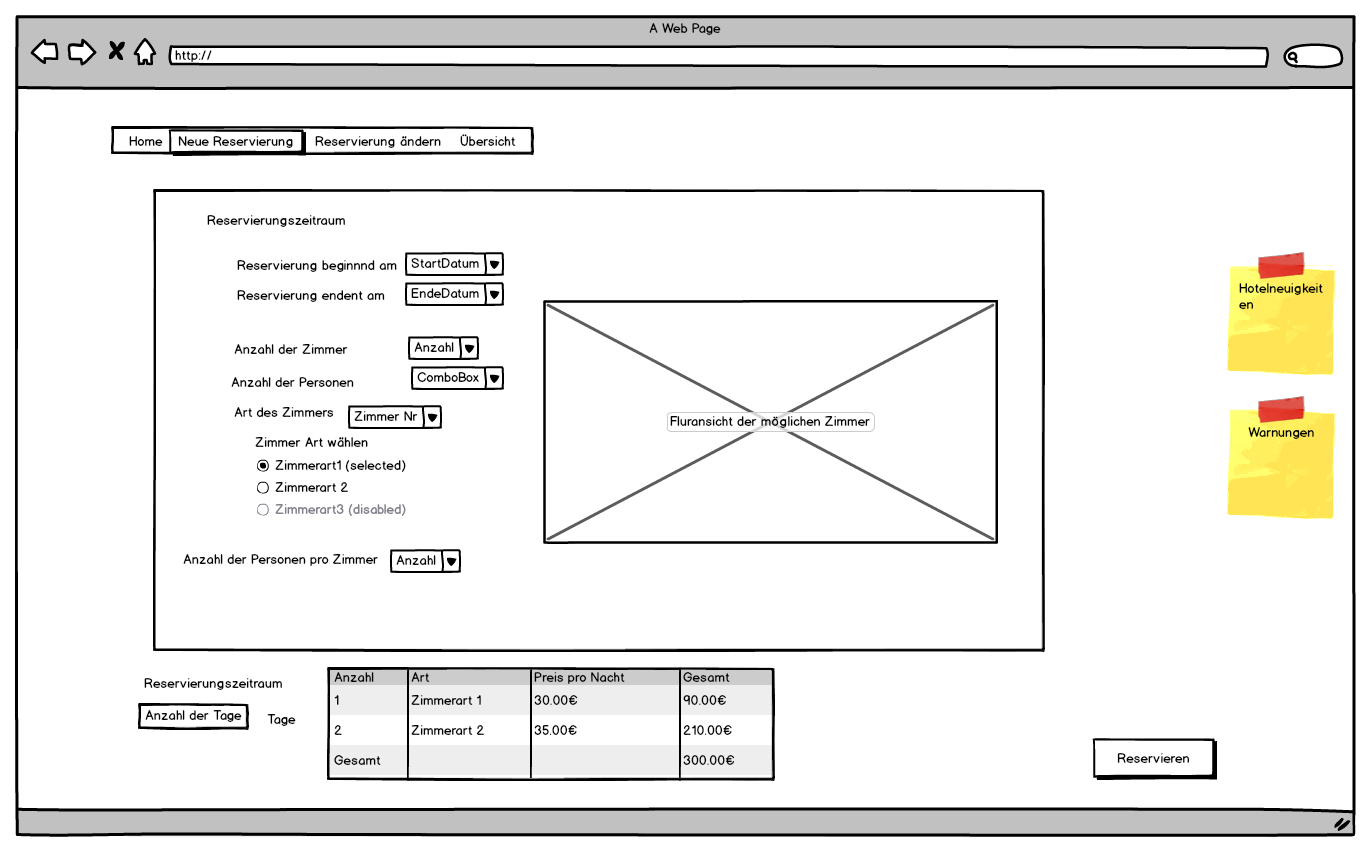 A Web Page
http://
Home Neue Reservierung Reservierung ändern Übersicht
Reservierungszeitraum
Reservierung beginnnd am StartDatum
Reservierung endent am EndeDatum
Anzahl der Zimmer Anzahl
Anzahl der Personen ComboBox
Art des Zimmers Zimmer Nr
Zimmer Art wählen
Zimmerart1 (selected)
Zimmerart 2
Zimmerart3 (disabled)
Anzahl der Personen pro Zimmer Anzahl
Fluransicht der möglichen Zimmer
Hotelneuigkeit
en
Warnungen
Reservierungszeitraum
Anzahl der Tage Tage
Anzahl Art Preis pro Nacht Gesamt
1 Zimmerart 1 30.00€ 90.00€
2 Zimmerart 2 35.00€ 210.00€
Gesamt 300.00€
Reservieren